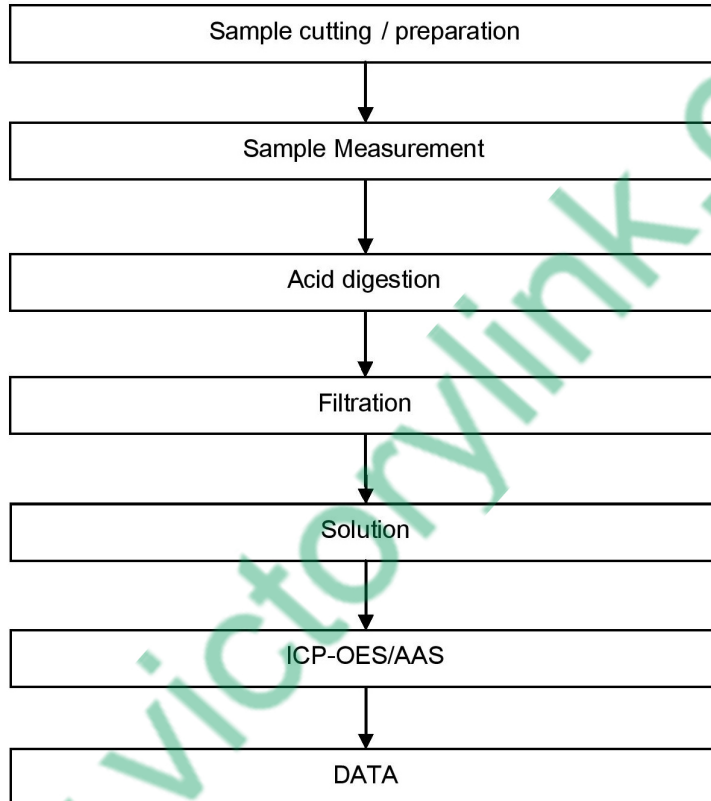 Sample cutting / preparation
Sample Measurement
Acid digestion
Filtration
Solution
ICP-OES/AAS
DATA
victorylink.